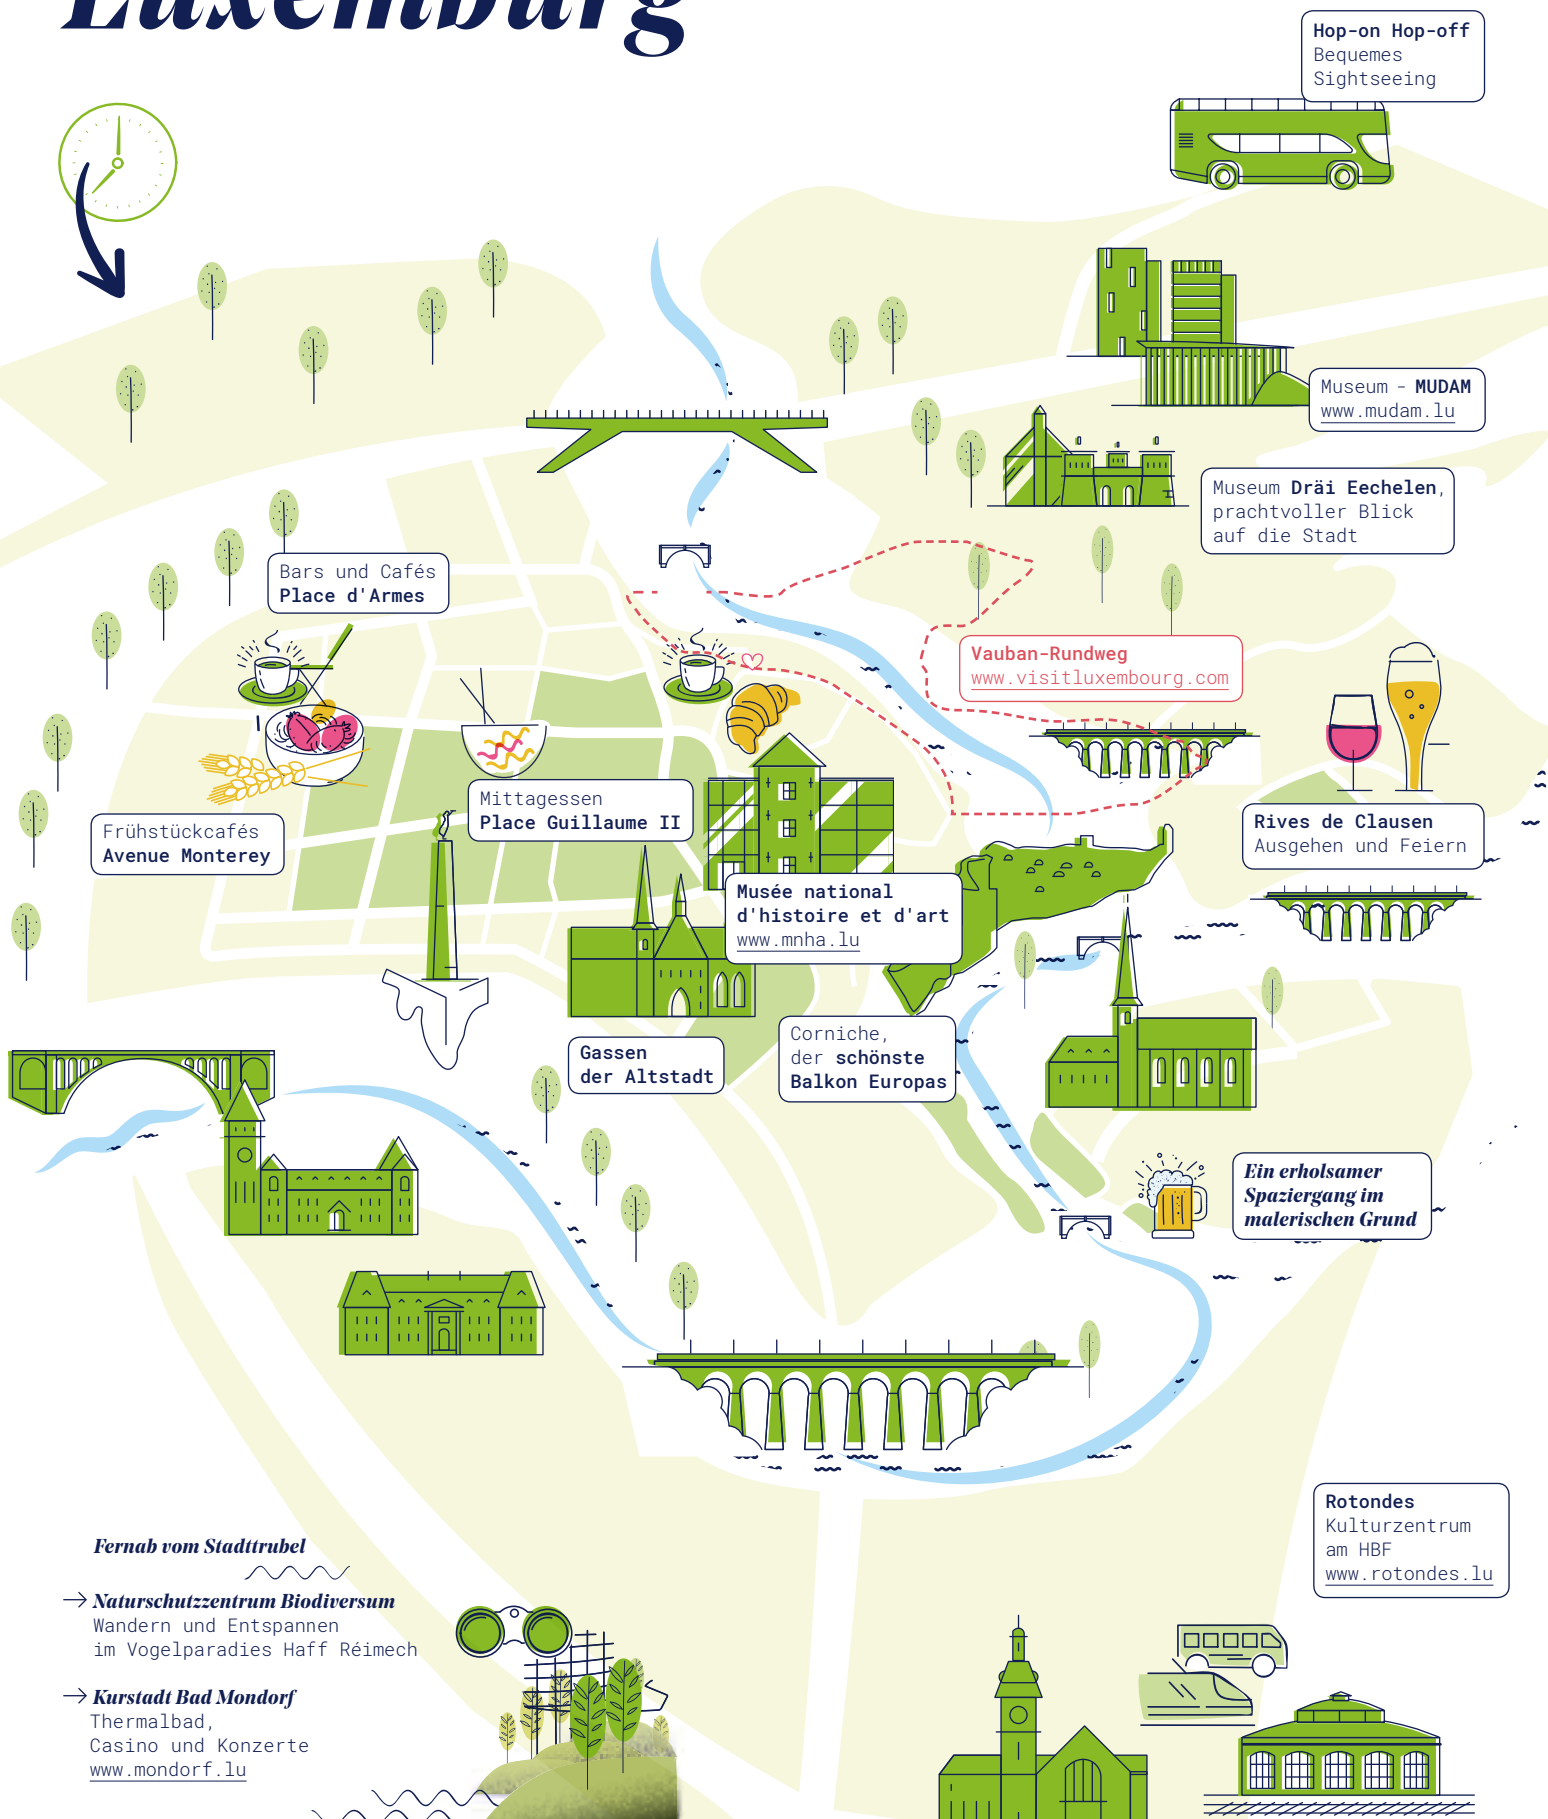 Luxemburg
Hop-on Hop-off
Bequemes
Sightseeing
Museum - MUDAM
www.mudam.lu
Museum Dräi Eechelen,
prachtvoller Blick
auf die Stadt
Bars und Cafés
Place d'Armes
Vauban-Rundweg
www.visitluxembourg.com
Mittagessen
Place Guillaume II
Frühstückcafés
Avenue Monterey
Rives de Clausen
Ausgehen und Feiern
Musée national
d'histoire et d'art
www.mnha.lu
Gassen
der Altstadt
Corniche,
der schönste
Balkon Europas
Ein erholsamer
Spaziergang im
malerischen Grund
Rotondes
Kulturzentrum
am HBF
www.rotondes.lu
Fernab vom Stadttrubel
Naturschutzzentrum Biodiversum
Wandern und Entspannen
im Vogelparadies Haff Réimech
Kurstadt Bad Mondorf
Thermalbad,
Casino und Konzerte
www.mondorf.lu